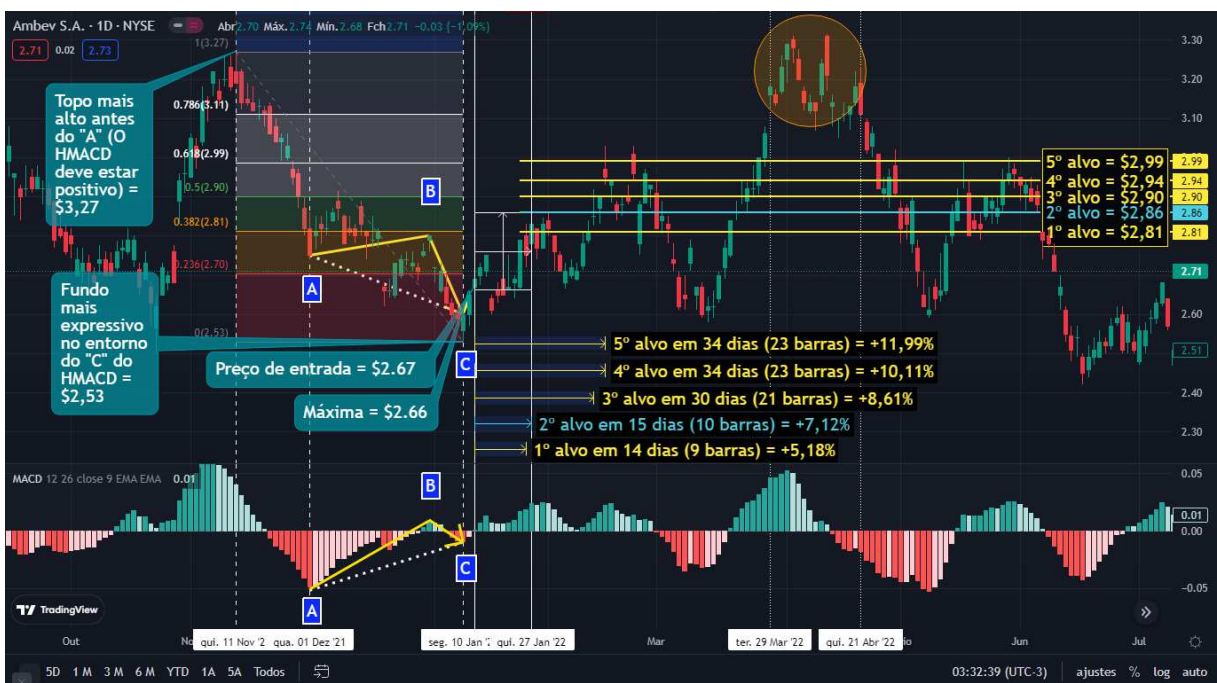 Ambev S.A. · 1D · NYSE
Abr2.70 Máx.2.74 Mín.2.68 Fch2.71 -0.03 (-1.09%)
2.71 0.02 2.73
1(3.27)
Topo mais
alto antes
do "A" (O
HMACD
deve estar
positivo) =
$3,27
0.786(3.11)
0.618(2.99)
0.5(2.90)
0.382(2.81)
0.236(2.70)
0(2.53)
Fundo
mais
expressivo
no entorno
do "C" do
HMACD =
$2,53
A
B
C
Preço de entrada = $2.67
Máxima = $2.66
5º alvo = $2,99
4º alvo = $2,94
3º alvo = $2,90
2º alvo = $2,86
1º alvo = $2,81
5º alvo em 34 dias (23 barras) = +11,99%
4º alvo em 34 dias (23 barras) = +10,11%
3º alvo em 30 dias (21 barras) = +8,61%
2º alvo em 15 dias (10 barras) = +7,12%
1º alvo em 14 dias (9 barras) = +5,18%
3.30
3.20
3.10
2.99
2.94
2.90
2.86
2.81
2.71
2.60
2.51
2.40
2.30
MACD 12 26 close 9 EMA EMA 0.01
B
C
A
0.05
0.01
0.00
-0.05
TradingView
Out qui. 11 Nov '2 qua. 01 Dez '21 seg. 10 Jan '2 qui. 27 Jan '22 Mar ter. 29 Mar '22 qui. 21 Abr '22 Jun Jul
5D 1M 3M 6M YTD 1A 5A Todos 03:32:39 (UTC-3) ajustes % log auto